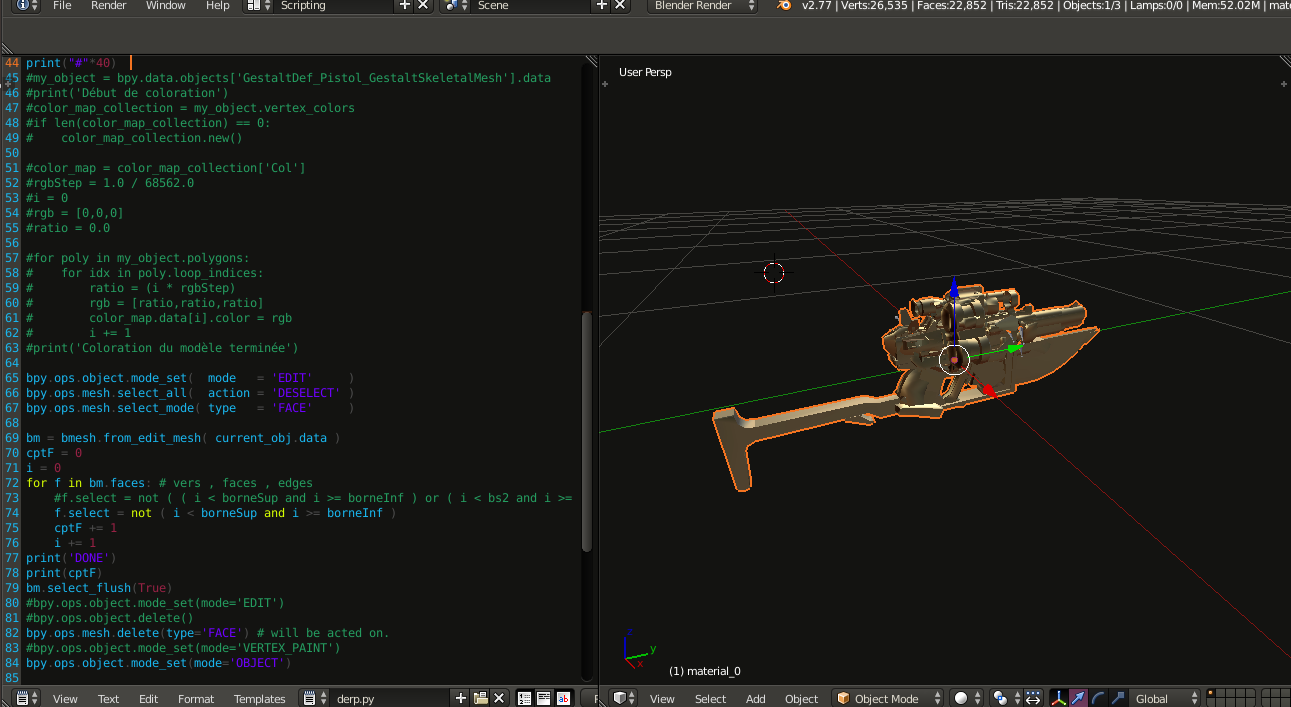 File Render Window Help Scripting Scene Blender Render v2.77 | Verts:26,535 | Faces:22,852 | Tris:22,852 | Objects:1/3 | Lamps:0/0 | Mem:52.02M | mate
44 print("#"*40)
45 #my_object = bpy.data.objects['GestaltDef_Pistol_GestaltSkeletalMesh'].data
46 #print('Début de coloration')
47 #color_map_collection = my_object.vertex_colors
48 #if len(color_map_collection) == 0:
49 #    color_map_collection.new()
50
51 #color_map = color_map_collection['Col']
52 #rgbStep = 1.0 / 68562.0
53 #i = 0
54 #rgb = [0,0,0]
55 #ratio = 0.0
56
57 #for poly in my_object.polygons:
58 #    for idx in poly.loop_indices:
59 #        ratio = (i * rgbStep)
60 #        rgb = [ratio,ratio,ratio]
61 #        color_map.data[i].color = rgb
62 #        i += 1
63 #print('Coloration du modèle terminée')
64
65 bpy.ops.object.mode_set(  mode   = 'EDIT'     )
66 bpy.ops.mesh.select_all(  action = 'DESELECT' )
67 bpy.ops.mesh.select_mode( type   = 'FACE'     )
68
69 bm = bmesh.from_edit_mesh( current_obj.data )
70 cptF = 0
71 i = 0
72 for f in bm.faces: # vers , faces , edges
73     #f.select = not ( ( i < borneSup and i >= borneInf ) or ( i < bs2 and i >=
74     f.select = not ( i < borneSup and i >= borneInf )
75     cptF += 1
76     i += 1
77 print('DONE')
78 print(cptF)
79 bm.select_flush(True)
80 #bpy.ops.object.mode_set(mode='EDIT')
81 #bpy.ops.object.delete()
82 bpy.ops.mesh.delete(type='FACE') # will be acted on.
83 #bpy.ops.object.mode_set(mode='VERTEX_PAINT')
84 bpy.ops.object.mode_set(mode='OBJECT')
85
User Persp
z
y
x
(1) material_0
View Text Edit Format Templates derp.py View Select Add Object Object Mode Global